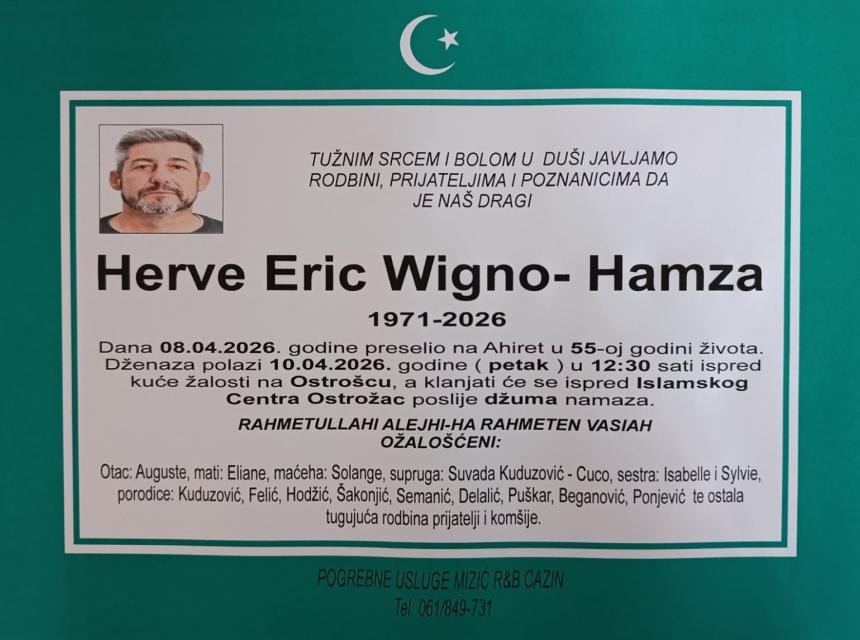 TUŽNIM SRCEM I BOLOM U DUŠI JAVLJAMO
RODBINI, PRIJATELJIMA I POZNANICIMA DA
JE NAŠ DRAGI
Herve Eric Wigno- Hamza
1971-2026
Dana 08.04.2026. godine preselio na Ahiret u 55-oj godini života.
Dženaza polazi 10.04.2026. godine ( petak ) u 12:30 sati ispred
kuće žalosti na Ostrošcu, a klanjati će se ispred Islamskog
Centra Ostrožac poslije džuma namaza.
RAHMETULLAHI ALEJHI-HA RAHMETEN VASIAH
OŽALOŠĆENI:
Otac: Auguste, mati: Eliane, maćeha: Solange, supruga: Suvada Kuduzović - Cuco, sestra: Isabelle i Sylvie,
porodice: Kuduzović, Felić, Hodžić, Šakonjić, Semanić, Delalić, Puškar, Beganović, Ponjević te ostala
tugujuća rodbina prijatelji i komšije.
POGREBNE USLUGE MIZIĆ R&B CAZIN
Tel: 061/849-731